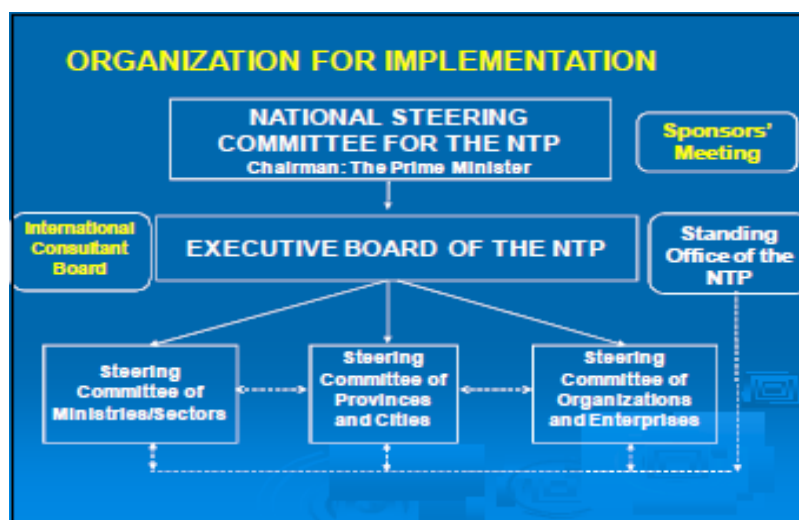 ORGANIZATION FOR IMPLEMENTATION
NATIONAL STEERING
COMMITTEE FOR THE NTP
Chairman: The Prime Minister
Sponsors'
Meeting
International
Consultant
Board
EXECUTIVE BOARD OF THE NTP
Standing
Office of the
NTP
Steering
Committee of
Ministries/Sectors
Steering
Committee of
Provinces
and Cities
Steering
Committee of
Organizations
and Enterprises